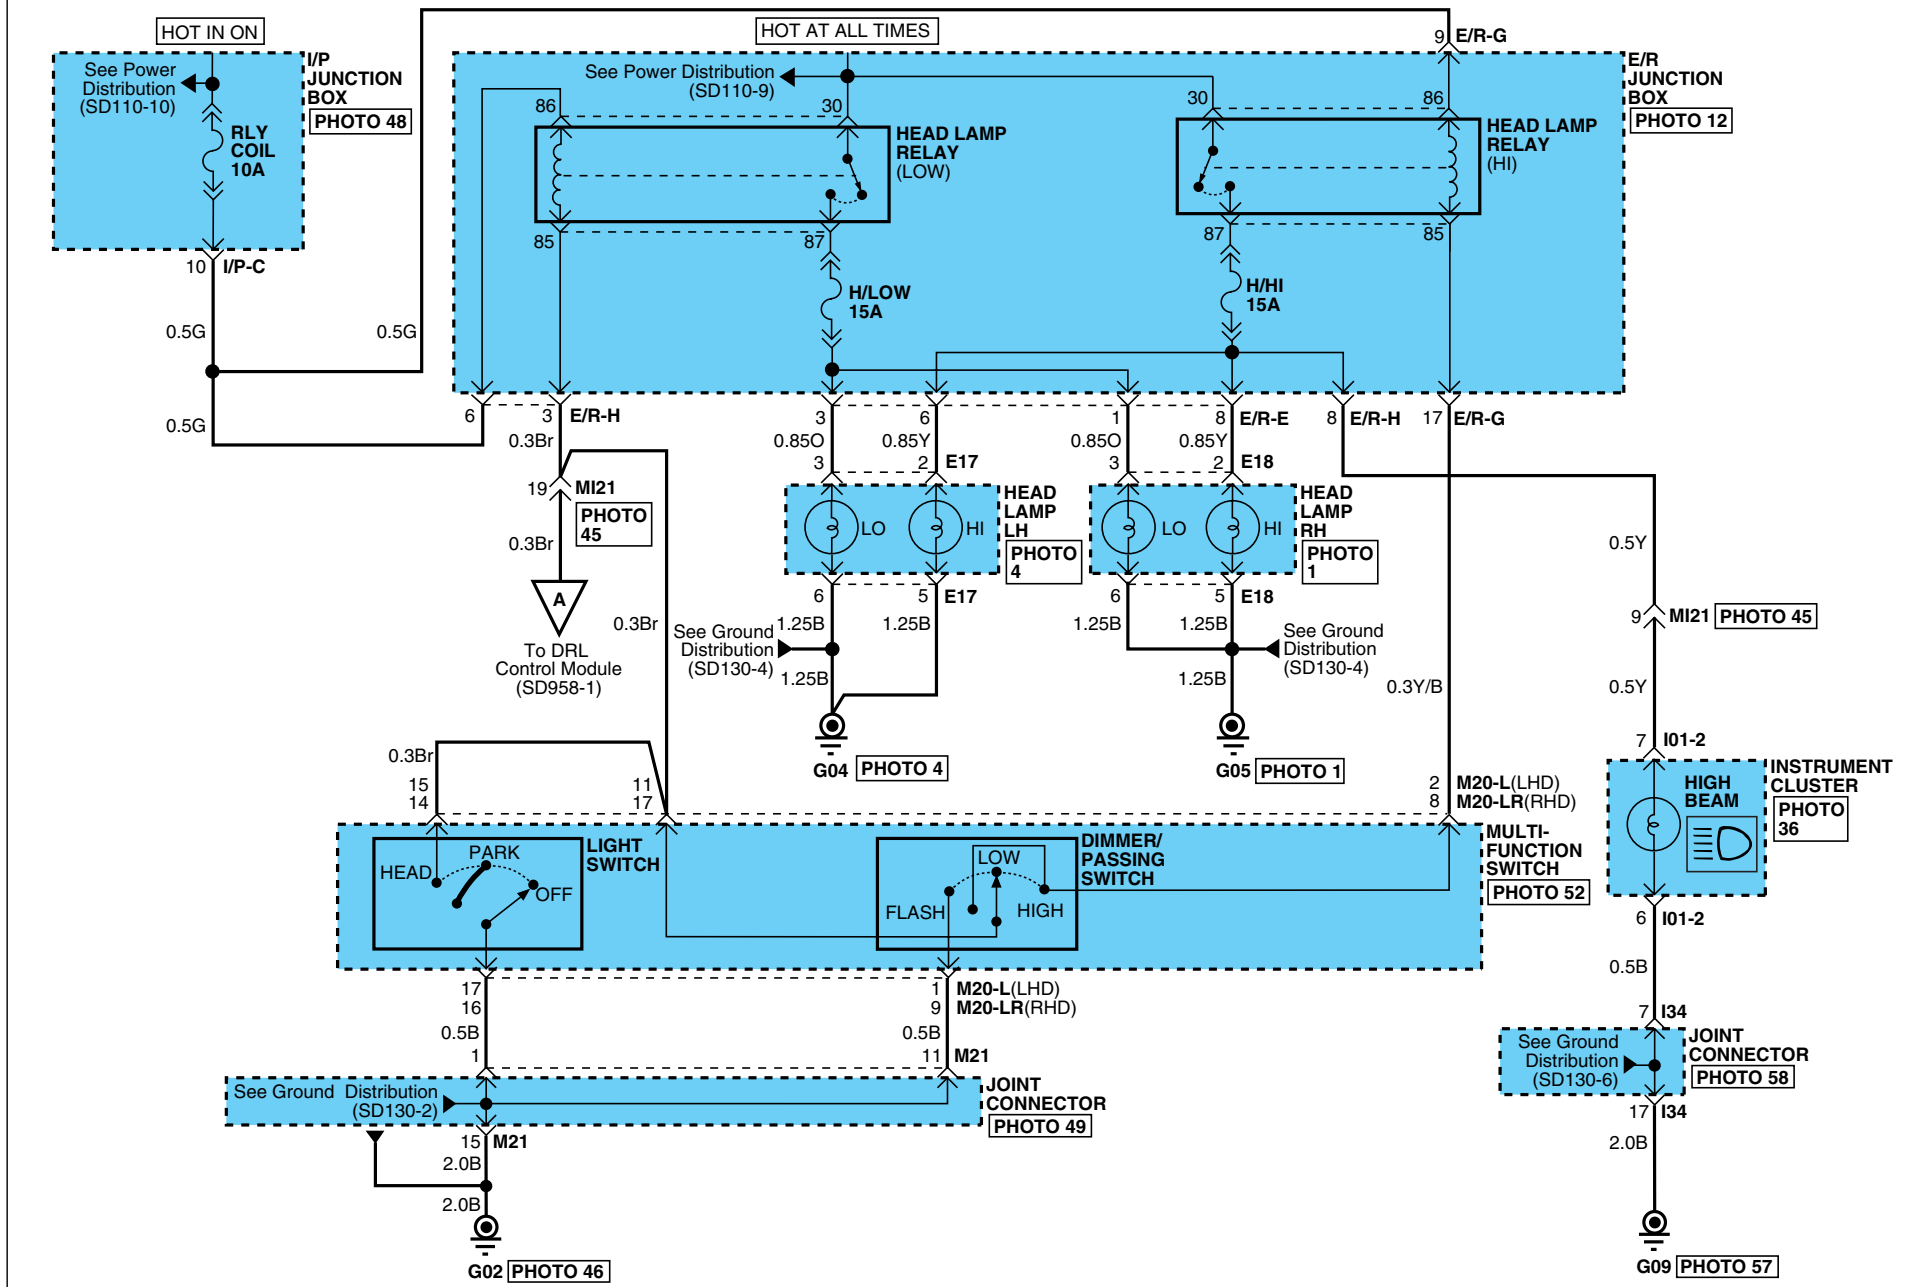 HOT IN ON
HOT AT ALL TIMES
9 E/R-G
See Power
Distribution
(SD110-10)
I/P
JUNCTION
BOX
PHOTO 48
RLY
COIL
10A
10 I/P-C
See Power Distribution
(SD110-9)
86
30
HEAD LAMP
RELAY
(LOW)
85
87
H/LOW
15A
30
86
HEAD LAMP
RELAY
(HI)
87
85
H/HI
15A
E/R
JUNCTION
BOX
PHOTO 12
0.5G
0.5G
0.5G
6
3 E/R-H
3
6
1
8 E/R-E
8 E/R-H
17 E/R-G
0.3Br
0.85O
0.85Y
0.85O
0.85Y
3
2 E17
3
2 E18
19 MI21
PHOTO
45
0.3Br
A
To DRL
Control Module
(SD958-1)
0.3Br
LO
HI
HEAD
LAMP
LH
PHOTO
4
LO
HI
HEAD
LAMP
RH
PHOTO
1
6
5 E17
6
5 E18
1.25B
1.25B
1.25B
1.25B
See Ground
Distribution
(SD130-4)
See Ground
Distribution
(SD130-4)
1.25B
1.25B
G04 PHOTO 4
G05 PHOTO 1
0.5Y
9 MI21 PHOTO 45
0.3Y/B
0.5Y
7 I01-2
INSTRUMENT
CLUSTER
PHOTO
36
HIGH
BEAM
6 I01-2
0.5B
7 I34
See Ground
Distribution
(SD130-6)
JOINT
CONNECTOR
PHOTO 58
17 I34
2.0B
G09 PHOTO 57
0.3Br
15
14
11
17
2 M20-L(LHD)
8 M20-LR(RHD)
LIGHT
SWITCH
HEAD
PARK
OFF
DIMMER/
PASSING
SWITCH
LOW
FLASH
HIGH
MULTI-
FUNCTION
SWITCH
PHOTO 52
17
16
1 M20-L(LHD)
9 M20-LR(RHD)
0.5B
0.5B
1
11 M21
See Ground Distribution
(SD130-2)
JOINT
CONNECTOR
PHOTO 49
15 M21
2.0B
2.0B
G02 PHOTO 46